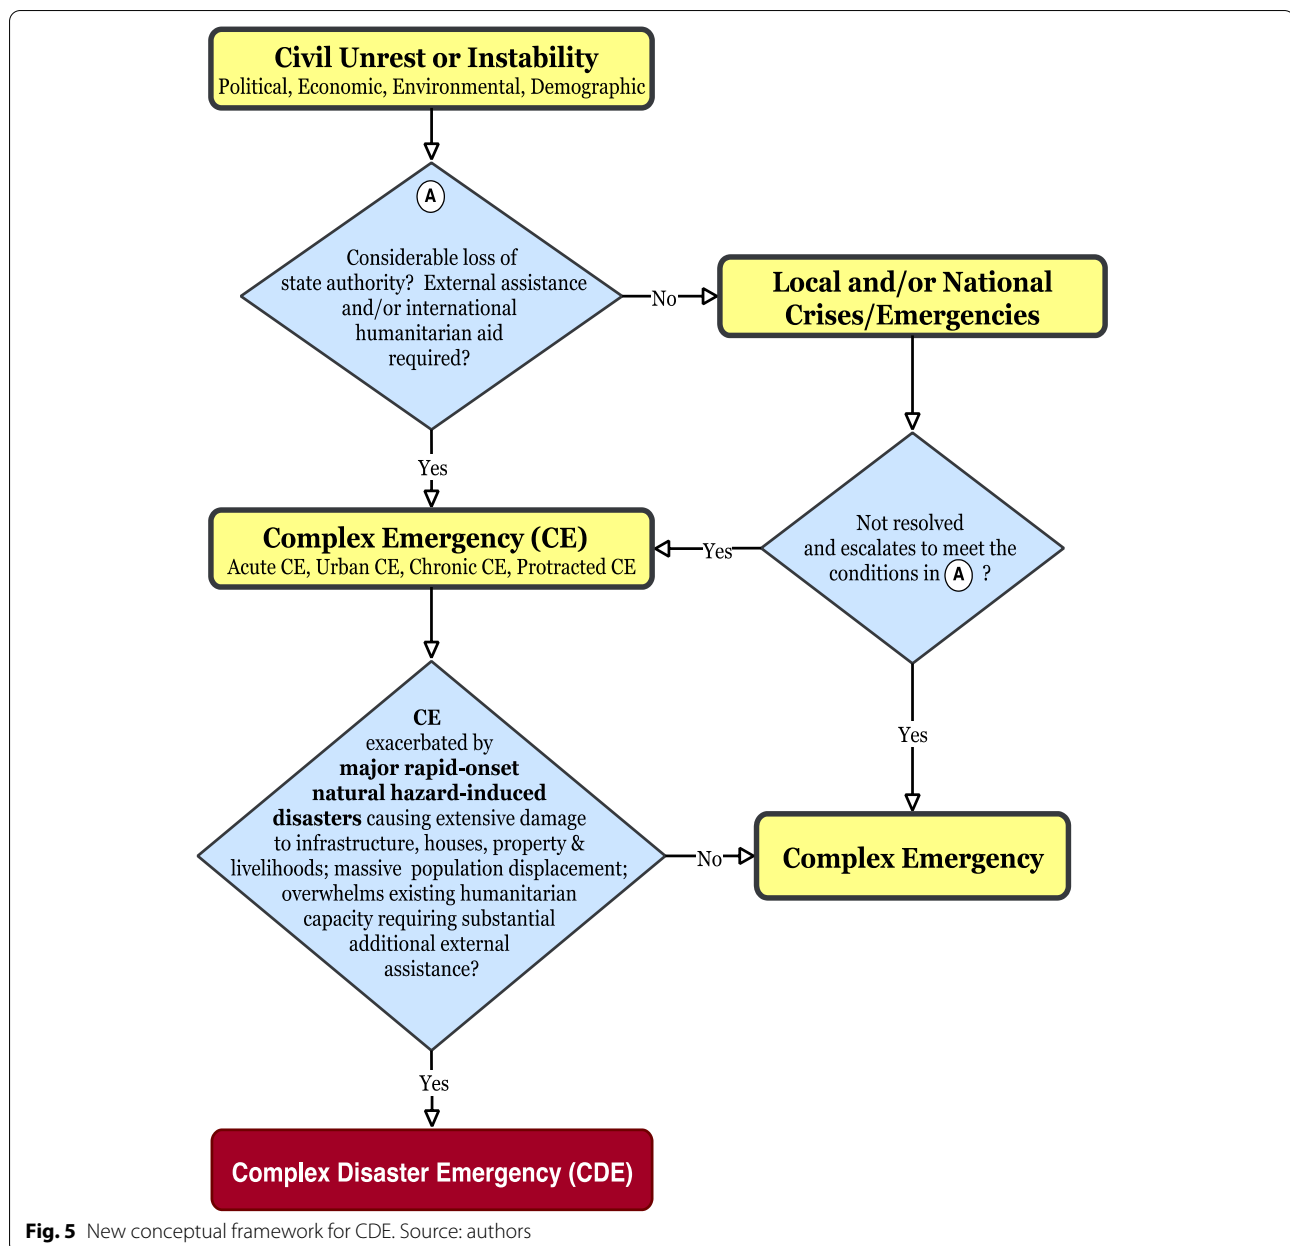 Civil Unrest or Instability
Political, Economic, Environmental, Demographic
A
Considerable loss of
state authority? External assistance
and/or international
humanitarian aid
required?
No
Local and/or National
Crises/Emergencies
Yes
Complex Emergency (CE)
Acute CE, Urban CE, Chronic CE, Protracted CE
Yes
Not resolved
and escalates to meet the
conditions in A ?
Yes
CE
exacerbated by
major rapid-onset
natural hazard-induced
disasters causing extensive damage
to infrastructure, houses, property &
livelihoods; massive population displacement;
overwhelms existing humanitarian
capacity requiring substantial
additional external
assistance?
No
Complex Emergency
Yes
Complex Disaster Emergency (CDE)
Fig. 5 New conceptual framework for CDE. Source: authors